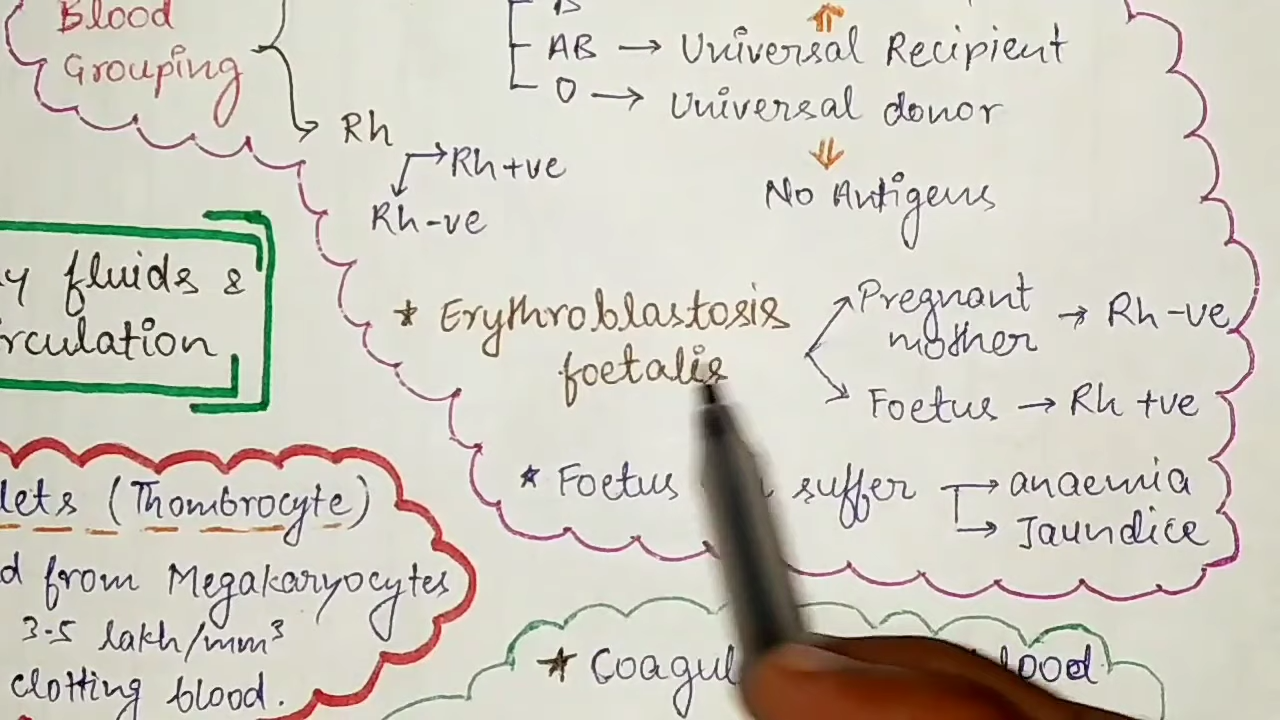 Blood
Grouping
B
AB → Universal Recipient
O → Universal donor
No Antigens
Rh
Rh+ve
Rh-ve
fluids &
* Erythroblastosis
foetalis
Pregnant
mother → Rh -ve
Foetus → Rh +ve
* Foetus suffer
anaemia
Jaundice
lets (Thombrocyte)
d from Megakaryocytes
3-5 lakh/mm³
clotting blood.
* Coagul blood
y
rculation